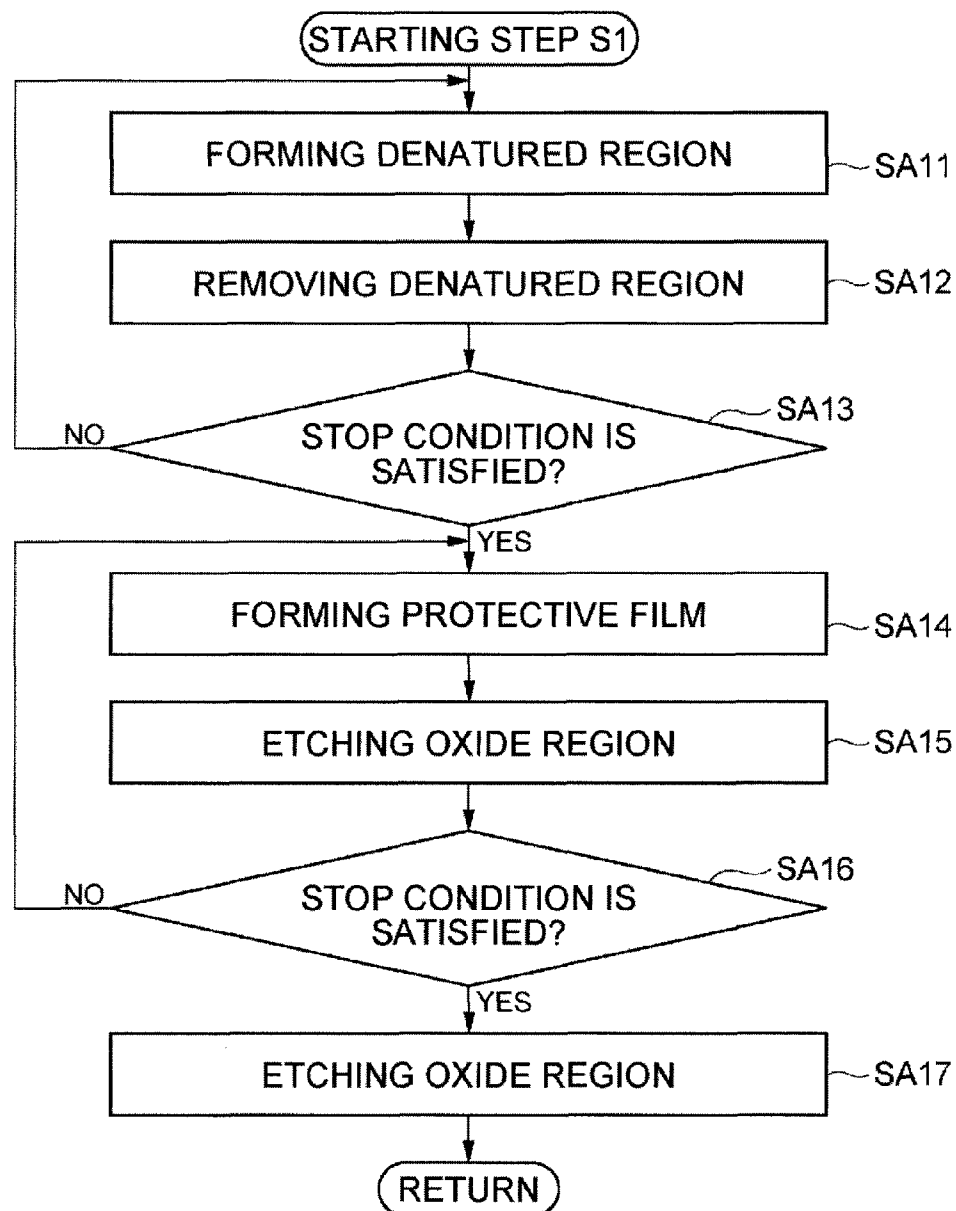 STARTING STEP S1
FORMING DENATURED REGION
SA11
REMOVING DENATURED REGION
SA12
SA13
STOP CONDITION IS
SATISFIED?
NO
YES
FORMING PROTECTIVE FILM
SA14
ETCHING OXIDE REGION
SA15
SA16
STOP CONDITION IS
SATISFIED?
NO
YES
ETCHING OXIDE REGION
SA17
RETURN